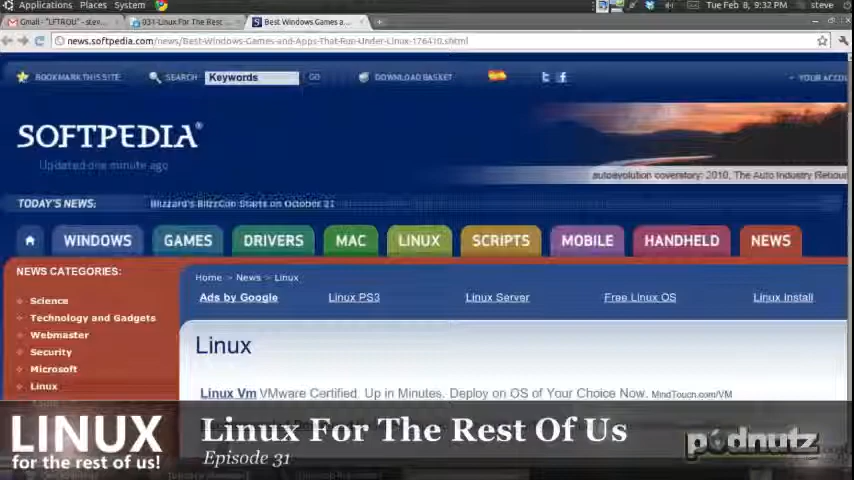 Applications Places System
Tue Feb 8, 9:32 PM steve
Gmail - "LFTROU" - stev...
031-Linux For The Rest ...
Best Windows Games a...
news.softpedia.com/news/Best-Windows-Games-and-Apps-That-Run-Under-Linux-176410.shtml
BOOKMARK THIS SITE
SEARCH
Keywords
GO
DOWNLOAD BASKET
YOUR ACCOU
SOFTPEDIA®
Updated one minute ago
autoevolution coverstory: 2010, The Auto Industry Rebour
TODAY'S NEWS:
Blizzard's BlizzCon Starts on October 21
WINDOWS
GAMES
DRIVERS
MAC
LINUX
SCRIPTS
MOBILE
HANDHELD
NEWS
NEWS CATEGORIES:
Science
Technology and Gadgets
Webmaster
Security
Microsoft
Linux
Home > News > Linux
Ads by Google
Linux PS3
Linux Server
Free Linux OS
Linux Install
Linux
Linux Vm VMware Certified. Up in Minutes. Deploy on OS of Your Choice Now. MindTouch.com/VM
LINUX
for the rest of us!
Linux For The Rest Of Us
Episode 31
podnutz